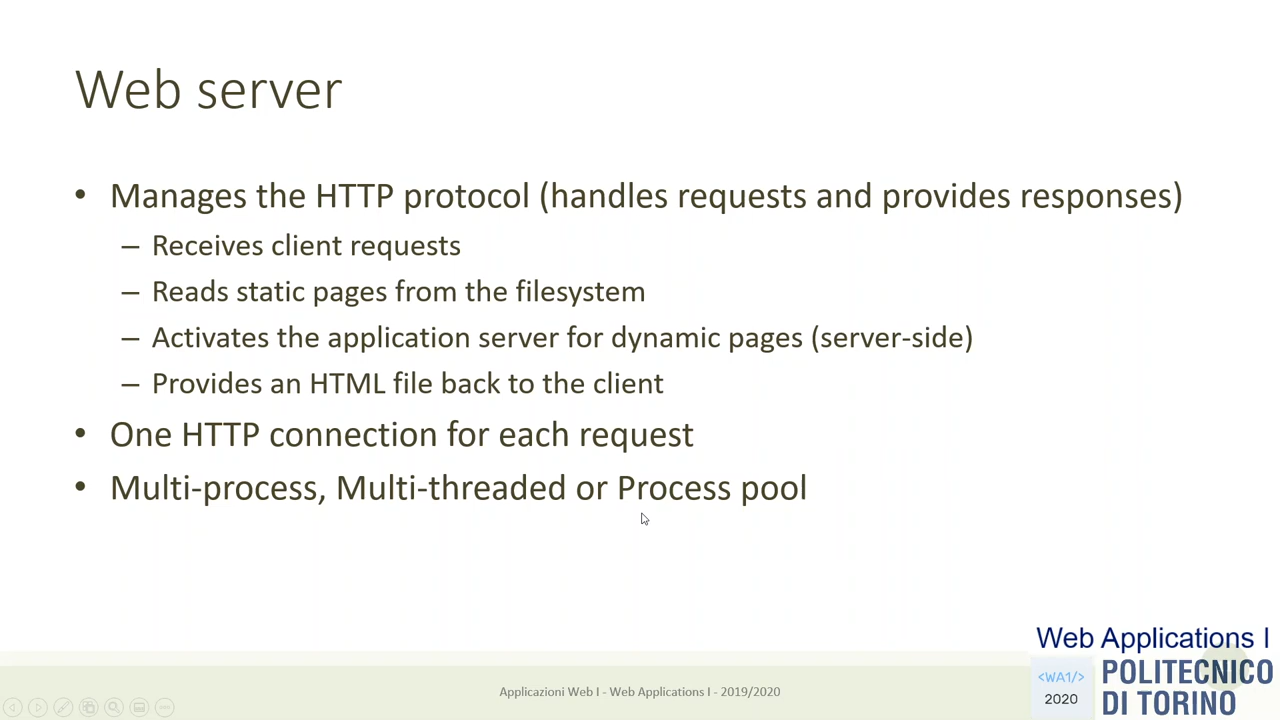 Web server
• Manages the HTTP protocol (handles requests and provides responses)
– Receives client requests
– Reads static pages from the filesystem
– Activates the application server for dynamic pages (server-side)
– Provides an HTML file back to the client
• One HTTP connection for each request
• Multi-process, Multi-threaded or Process pool
Applicazioni Web I - Web Applications I - 2019/2020
Web Applications I
<WA1/>
2020
POLITECNICO
DI TORINO